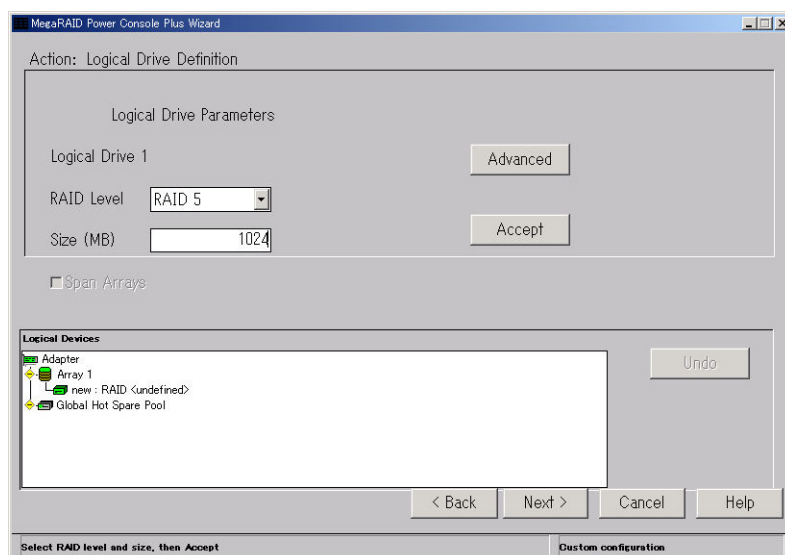 MegaRAID Power Console Plus Wizard
Action: Logical Drive Definition
Logical Drive Parameters
Logical Drive 1
Advanced
RAID Level RAID 5
Size (MB) 1024
Accept
Span Arrays
Logical Devices
Adapter
Array 1
new : RAID <undefined>
Global Hot Spare Pool
Undo
< Back Next > Cancel Help
Select RAID level and size, then Accept Custom configuration